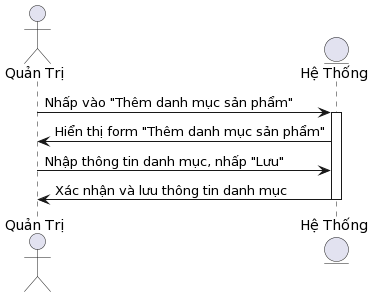 Quản Trị
Hệ Thống
Nhấp vào "Thêm danh mục sản phẩm"
Hiển thị form "Thêm danh mục sản phẩm"
Nhập thông tin danh mục, nhấp "Lưu"
Xác nhận và lưu thông tin danh mục
Quản Trị
Hệ Thống